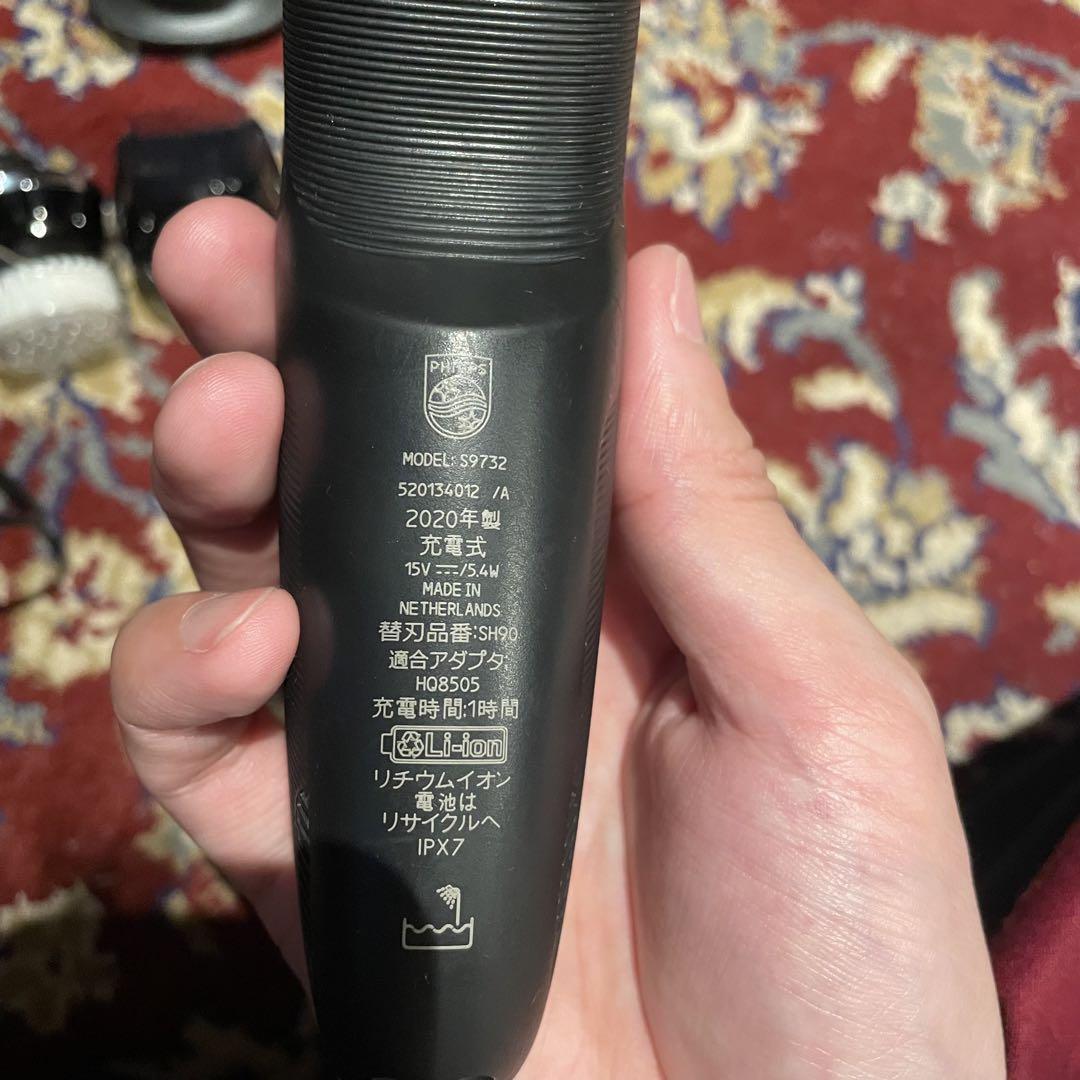 PHILIPS
MODEL: S9732
520134012 /A
2020年製
充電式
15V ⎓/5.4W
MADE IN
NETHERLANDS
替刃品番:SH90
適合アダプタ:
HQ8505
充電時間:1時間
Li-ion
リチウムイオン
電池は
リサイクルへ
IPX7